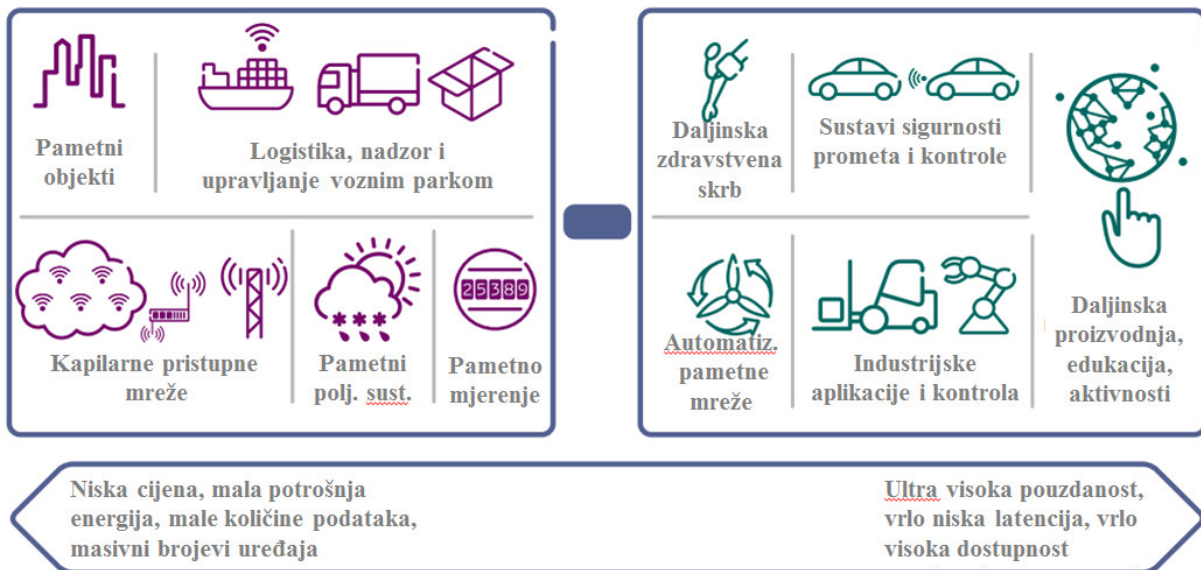 Pametni
objekti
Logistika, nadzor i
upravljanje voznim parkom
Kapilarne pristupne
mreže
Pametni
polj. sust.
25389
Pametno
mjerenje
Daljinska
zdravstvena
skrb
Sustavi sigurnosti
prometa i kontrole
Automatiz.
pametne
mreže
Industrijske
aplikacije i kontrola
Daljinska
proizvodnja,
edukacija,
aktivnosti
Niska cijena, mala potrošnja
energija, male količine podataka,
masivni brojevi uređaja
Ultra visoka pouzdanost,
vrlo niska latencija, vrlo
visoka dostupnost